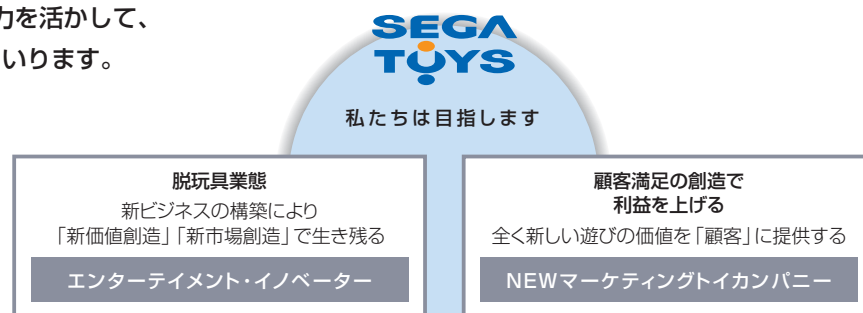 力を活かして、
いります。
SEGA
TOYS
私たちは目指します
脱玩具業態
新ビジネスの構築により
「新価値創造」「新市場創造」で生き残る
エンターテイメント・イノベーター
顧客満足の創造で
利益を上げる
全く新しい遊びの価値を「顧客」に提供する
NEWマーケティングトイカンパニー